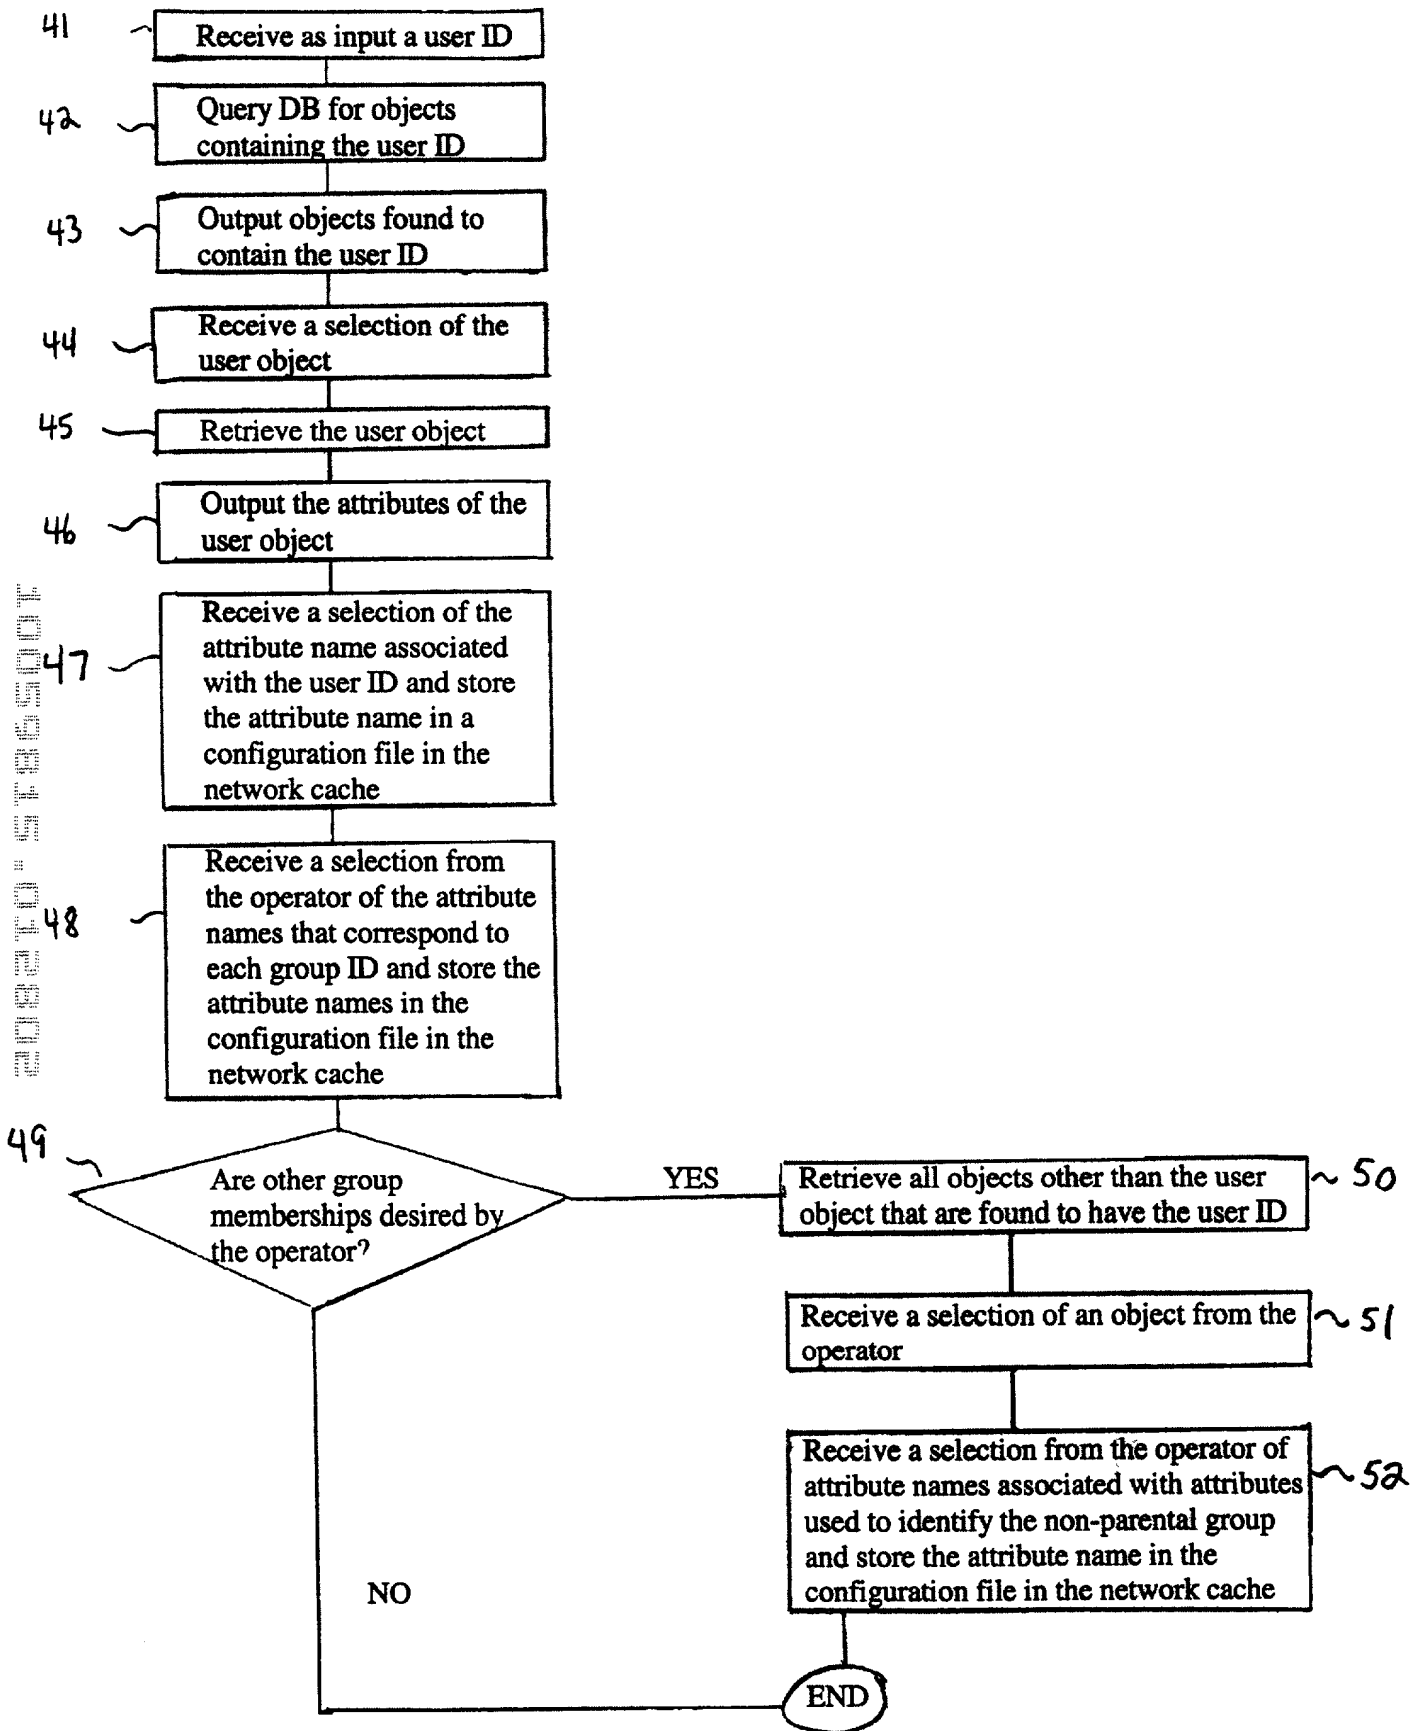 41
Receive as input a user ID
42
Query DB for objects
containing the user ID
43
Output objects found to
contain the user ID
44
Receive a selection of the
user object
45
Retrieve the user object
46
Output the attributes of the
user object
47
Receive a selection of the
attribute name associated
with the user ID and store
the attribute name in a
configuration file in the
network cache
48
Receive a selection from
the operator of the attribute
names that correspond to
each group ID and store the
attribute names in the
configuration file in the
network cache
49
Are other group
memberships desired by
the operator?
YES
Retrieve all objects other than the user
object that are found to have the user ID
50
Receive a selection of an object from the
operator
51
Receive a selection from the operator of
attribute names associated with attributes
used to identify the non-parental group
and store the attribute name in the
configuration file in the network cache
52
NO
END